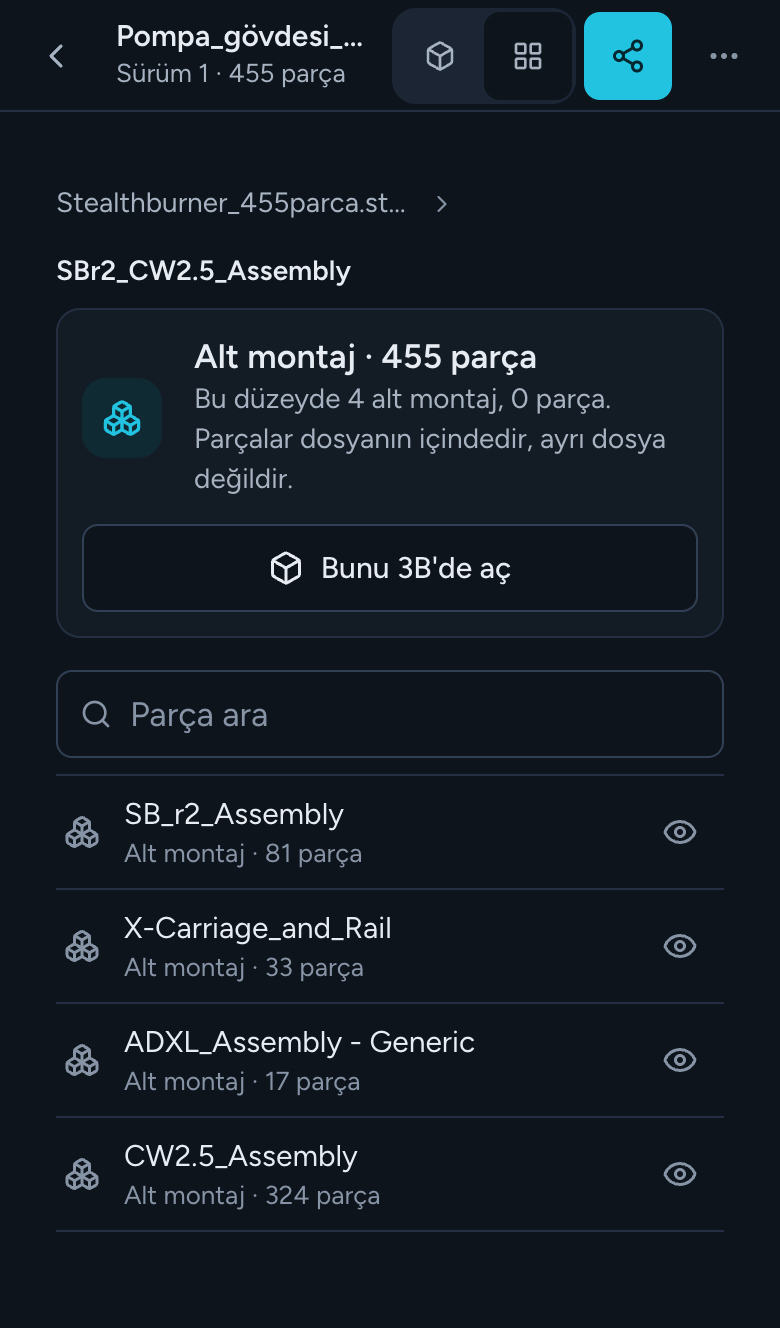 Pompa_gövdesi_...
Sürüm 1 · 455 parça
Stealthburner_455parca.st...
SBr2_CW2.5_Assembly
Alt montaj · 455 parça
Bu düzeyde 4 alt montaj, 0 parça.
Parçalar dosyanın içindedir, ayrı dosya
değildir.
Bunu 3B'de aç
Parça ara
SB_r2_Assembly
Alt montaj · 81 parça
X-Carriage_and_Rail
Alt montaj · 33 parça
ADXL_Assembly - Generic
Alt montaj · 17 parça
CW2.5_Assembly
Alt montaj · 324 parça